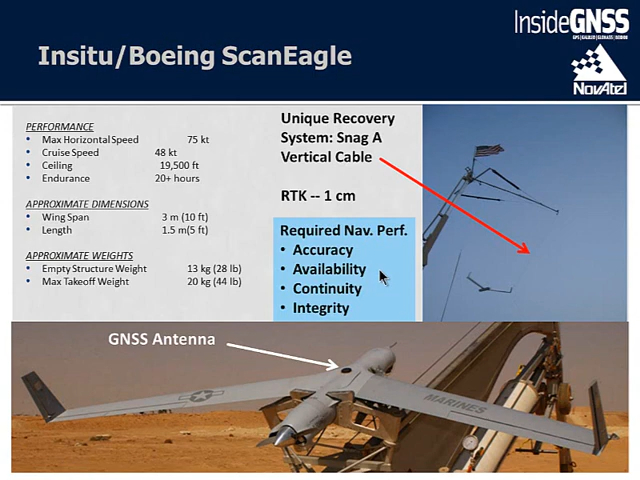 InsideGNSS
GPS | GALILEO | GLONASS | BEIDOU
Insitu/Boeing ScanEagle
NovAtel
PERFORMANCE
• Max Horizontal Speed 75 kt
• Cruise Speed 48 kt
• Ceiling 19,500 ft
• Endurance 20+ hours
APPROXIMATE DIMENSIONS
• Wing Span 3 m (10 ft)
• Length 1.5 m(5 ft)
APPROXIMATE WEIGHTS
• Empty Structure Weight 13 kg (28 lb)
• Max Takeoff Weight 20 kg (44 lb)
Unique Recovery
System: Snag A
Vertical Cable
RTK -- 1 cm
Required Nav. Perf.
• Accuracy
• Availability
• Continuity
• Integrity
GNSS Antenna
MARINES